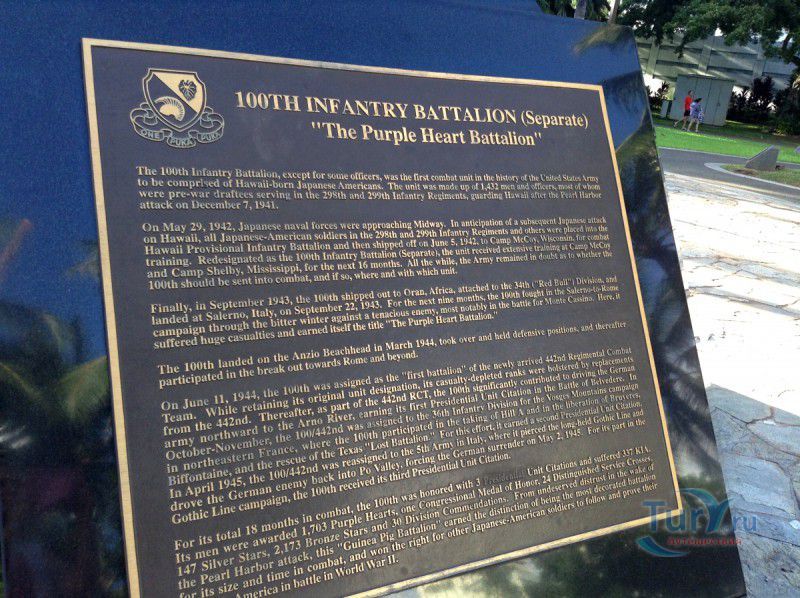 ONE PUKA PUKA
100TH INFANTRY BATTALION (Separate)
"The Purple Heart Battalion"
The 100th Infantry Battalion, except for some officers, was the first combat unit in the history of the United States Army
to be comprised of Hawaii-born Japanese Americans. The unit was made up of 1,432 men and officers, most of whom
were pre-war draftees serving in the 298th and 299th Infantry Regiments, guarding Hawaii after the Pearl Harbor
attack on December 7, 1941.
On May 29, 1942, Japanese naval forces were approaching Midway. In anticipation of a subsequent Japanese attack
on Hawaii, all Japanese-American soldiers in the 298th and 299th Infantry Regiments and others were placed into the
Hawaii Provisional Infantry Battalion and then shipped off on June 5, 1942, to Camp McCoy, Wisconsin, for combat
training. Redesignated as the 100th Infantry Battalion (Separate), the unit received extensive training at Camp McCoy
and Camp Shelby, Mississippi, for the next 16 months. All the while, the Army remained in doubt as to whether the
100th should be sent into combat, and if so, where and with which unit.
Finally, in September 1943, the 100th shipped out to Oran, Africa, attached to the 34th ("Red Bull") Division, and
landed at Salerno, Italy, on September 22, 1943. For the next nine months, the 100th fought in the Salerno-to-Rome
campaign through the bitter winter against a tenacious enemy, most notably in the battle for Monte Cassino. Here, it
suffered huge casualties and earned itself the title "The Purple Heart Battalion."
The 100th landed on the Anzio Beachhead in March 1944, took over and held defensive positions, and thereafter
participated in the break out towards Rome and beyond.
On June 11, 1944, the 100th was assigned as the "first battalion" of the newly arrived 442nd Regimental Combat
Team. While retaining its original unit designation, its casualty-depleted ranks were bolstered by replacements
from the 442nd. Thereafter, as part of the 442nd RCT, the 100th significantly contributed to driving the German
army northward to the Arno River, earning its first Presidential Unit Citation in the Battle of Belvedere. In
October-November, the 100/442nd was assigned to the 36th Infantry Division for the Vosges Mountains campaign
in northeastern France, where the 100th participated in the taking of Hill A and in the liberation of Bruyeres,
Biffontaine, and the rescue of the Texas "Lost Battalion." For this effort, it earned a second Presidential Unit Citation.
In April 1945, the 100/442nd was reassigned to the 5th Army in Italy, where it pierced the long-held Gothic Line and
drove the German enemy back into Po Valley, forcing the German surrender on May 2, 1945. For its part in the
Gothic Line campaign, the 100th received its third Presidential Unit Citation.
For its total 18 months in combat, the 100th was honored with 3 Presidential Unit Citations and suffered 337 KIA.
Its men were awarded 1,703 Purple Hearts, one Congressional Medal of Honor, 24 Distinguished Service Crosses,
147 Silver Stars, 2,173 Bronze Stars and 30 Division Commendations. From undeserved distrust in the wake of
the Pearl Harbor attack, this "Guinea Pig Battalion" earned the distinction of being the most decorated battalion
for its size and time in combat, and won the right for other Japanese-American soldiers to follow and prove their
America in battle in World War II.
Tury.ru